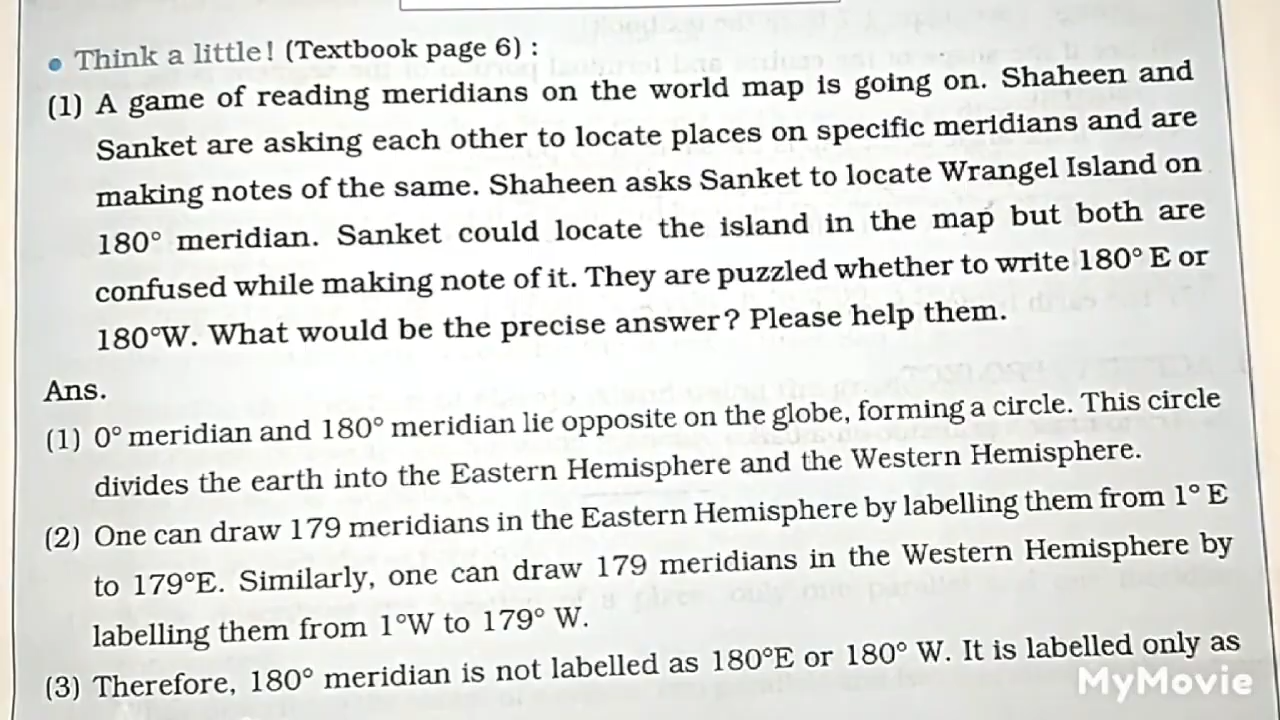 • Think a little! (Textbook page 6) :
(1) A game of reading meridians on the world map is going on. Shaheen and
Sanket are asking each other to locate places on specific meridians and are
making notes of the same. Shaheen asks Sanket to locate Wrangel Island on
180° meridian. Sanket could locate the island in the map but both are
confused while making note of it. They are puzzled whether to write 180° E or
180°W. What would be the precise answer? Please help them.
Ans.
(1) 0° meridian and 180° meridian lie opposite on the globe, forming a circle. This circle
divides the earth into the Eastern Hemisphere and the Western Hemisphere.
(2) One can draw 179 meridians in the Eastern Hemisphere by labelling them from 1° E
to 179°E. Similarly, one can draw 179 meridians in the Western Hemisphere by
labelling them from 1°W to 179° W.
(3) Therefore, 180° meridian is not labelled as 180°E or 180° W. It is labelled only as
MyMovie